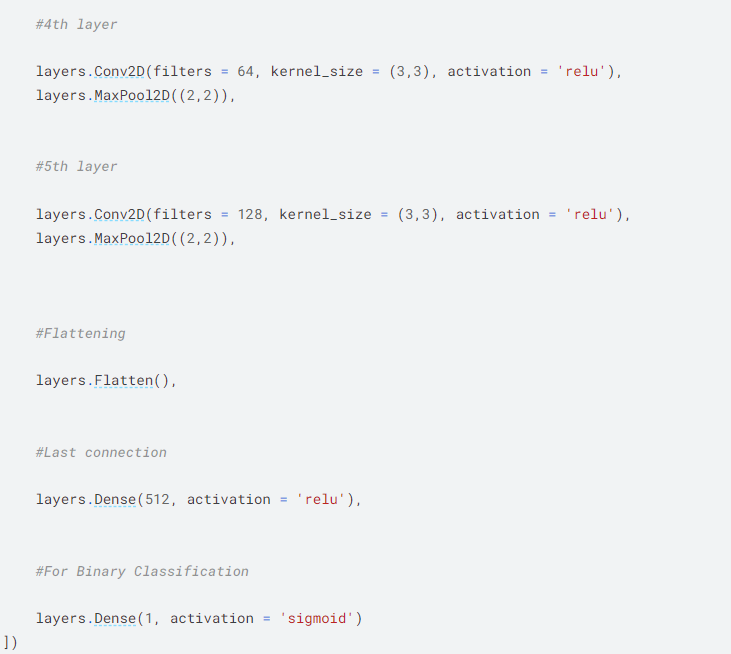 #4th layer
layers.Conv2D(filters = 64, kernel_size = (3,3), activation = 'relu'),
layers.MaxPool2D((2,2)),
#5th layer
layers.Conv2D(filters = 128, kernel_size = (3,3), activation = 'relu'),
layers.MaxPool2D((2,2)),
#Flattening
layers.Flatten(),
#Last connection
layers.Dense(512, activation = 'relu'),
#For Binary Classification
layers.Dense(1, activation = 'sigmoid')
])